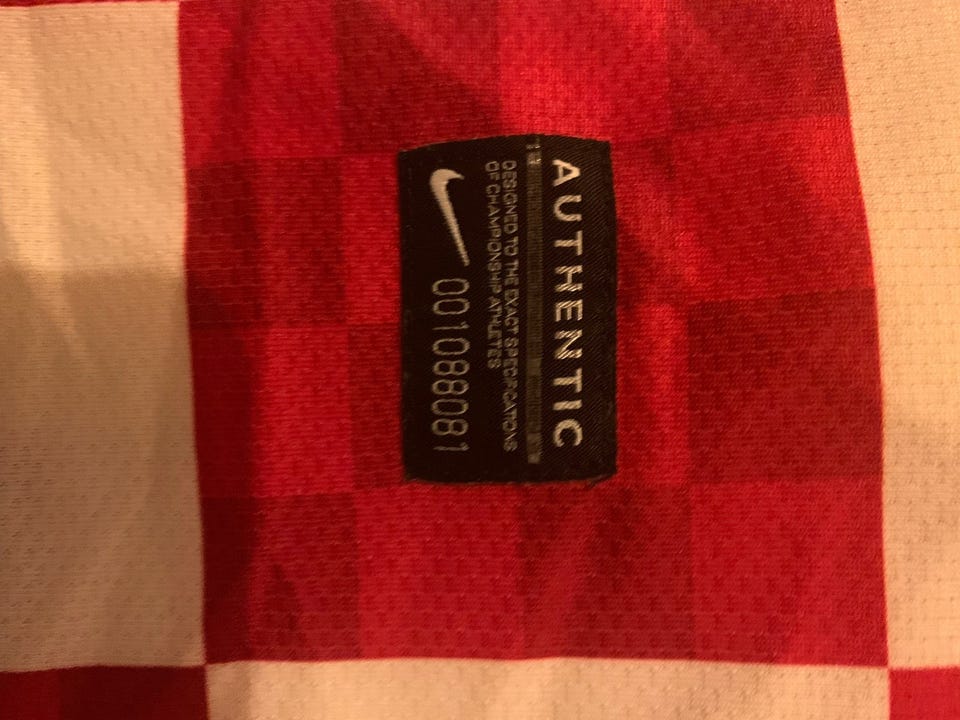 AUTHENTIC
DESIGNED TO THE EXACT SPECIFICATIONS
OF CHAMPIONSHIP ATHLETES
001088081